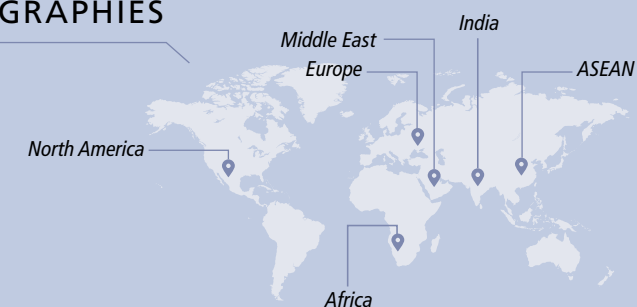 GRAPHIES
India
Middle East
Europe
ASEAN
North America
Africa